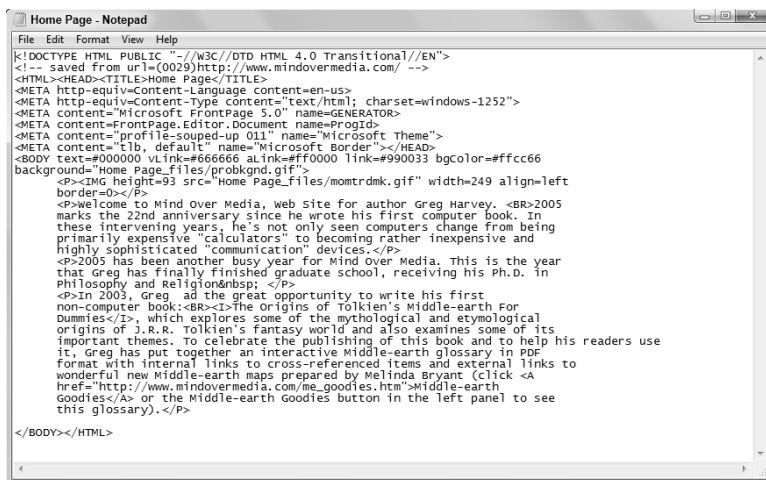 Home Page - Notepad
File Edit Format View Help
<!DOCTYPE HTML PUBLIC "-//W3C//DTD HTML 4.0 Transitional//EN">
<!-- saved from url=(0029)http://www.mindovermedia.com/ -->
<HTML><HEAD><TITLE>Home Page</TITLE>
<META http-equiv=Content-Language content=en-us>
<META http-equiv=Content-Type content="text/html; charset=windows-1252">
<META content="Microsoft FrontPage 5.0" name=GENERATOR>
<META content=FrontPage.Editor.Document name=ProgId>
<META content="profile-souped-up 011" name="Microsoft Theme">
<META content="tlb, default" name="Microsoft Border"></HEAD>
<BODY text=#000000 vLink=#666666 aLink=#ff0000 link=#990033 bgColor=#ffcc66
background="Home Page_files/probkgnd.gif">
<P><IMG height=93 src="Home Page_files/momtrdmk.gif" width=249 align=left
border=0></P>
<P>Welcome to Mind Over Media, Web Site for author Greg Harvey. <BR>2005
marks the 22nd anniversary since he wrote his first computer book. In
these intervening years, he's not only seen computers change from being
primarily expensive "calculators" to becoming rather inexpensive and
highly sophisticated "communication" devices.</P>
<P>2005 has been another busy year for Mind Over Media. This is the year
that Greg has finally finished graduate school, receiving his Ph.D. in
Philosophy and Religion&nbsp; </P>
<P>In 2003, Greg  ad the great opportunity to write his first
non-computer book:<BR><I>The Origins of Tolkien's Middle-earth For
Dummies</I>, which explores some of the mythological and etymological
origins of J.R.R. Tolkien's fantasy world and also examines some of its
important themes. To celebrate the publishing of this book and to help his readers use
it, Greg has put together an interactive Middle-earth glossary in PDF
format with internal links to cross-referenced items and external links to
wonderful new Middle-earth maps prepared by Melinda Bryant (click <A
href="http://www.mindovermedia.com/me_goodies.htm">Middle-earth
Goodies</A> or the Middle-earth Goodies button in the left panel to see
this glossary).</P>
</BODY></HTML>